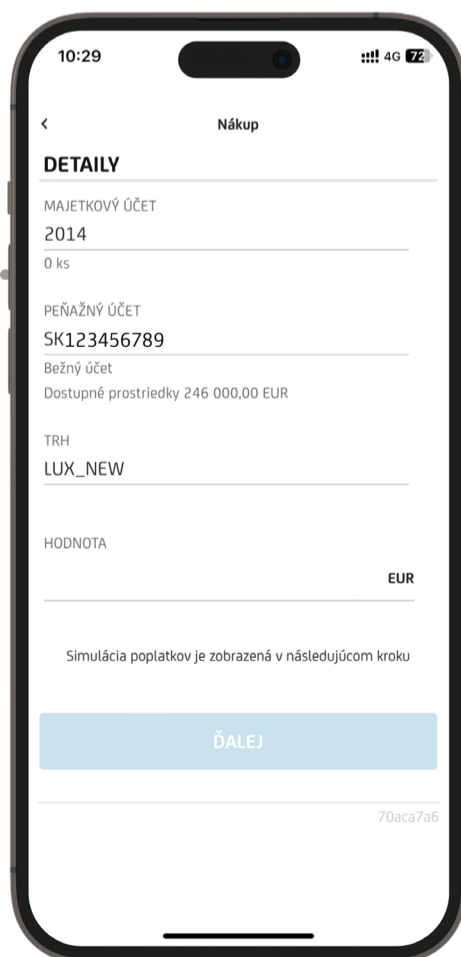 10:29
4G 72
Nákup
DETAILY
MAJETKOVÝ ÚČET
2014
0 ks
PEŇAŽNÝ ÚČET
SK123456789
Bežný účet
Dostupné prostriedky 246 000,00 EUR
TRH
LUX_NEW
HODNOTA
EUR
Simulácia poplatkov je zobrazená v následujúcom kroku
ĎALEJ
70aca7a6